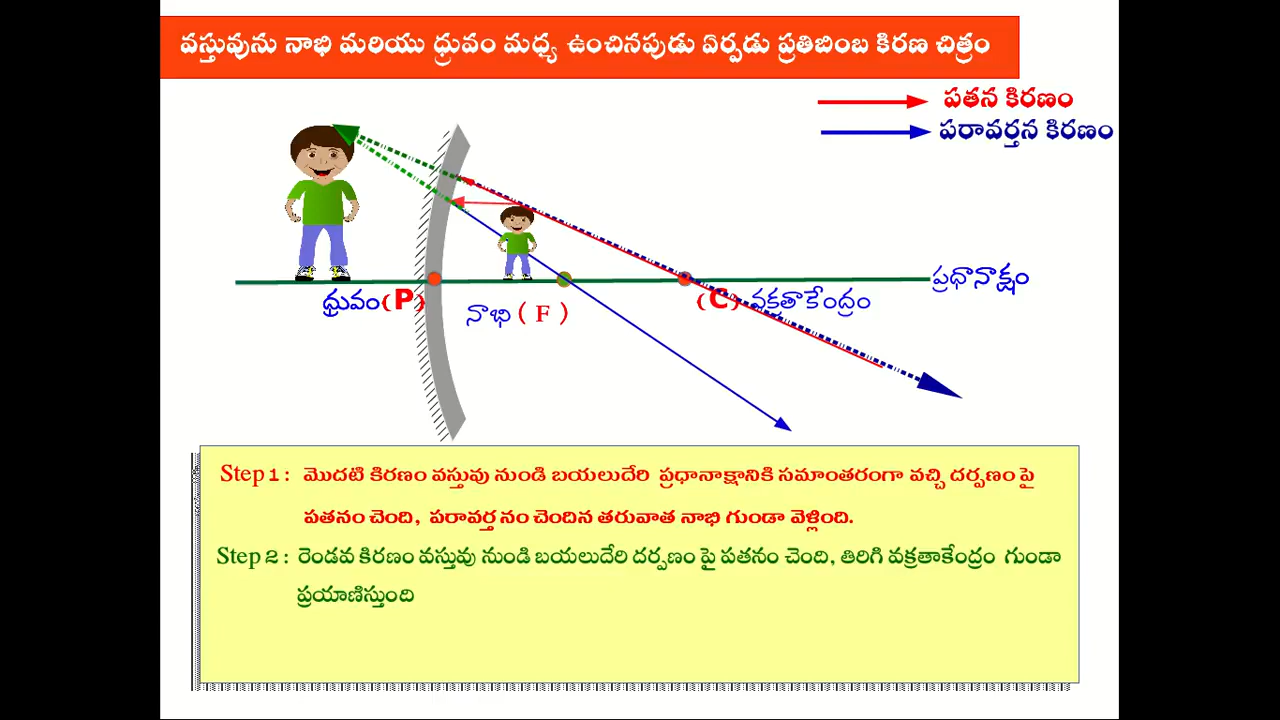 వస్తువును నాభి మరియు ధ్రువం మధ్య ఉంచినపుడు ఏర్పడు ప్రతిబింబ కిరణ చిత్రం
పతన కిరణం
పరావర్తన కిరణం
ప్రధానాక్షం
ధ్రువం(P)
నాభి ( F )
(C) వక్రతాకేంద్రం
Step 1 : మొదటి కిరణం వస్తువు నుండి బయలుదేరి ప్రధానాక్షానికి సమాంతరంగా వచ్చి దర్పణం పై
పతనం చెంది, పరావర్త నం చెందిన తరువాత నాభి గుండా వెళ్లింది.
Step 2 : రెండవ కిరణం వస్తువు నుండి బయలుదేరి దర్పణం పై పతనం చెంది, తిరిగి వక్రతాకేంద్రం గుండా
ప్రయాణిస్తుంది